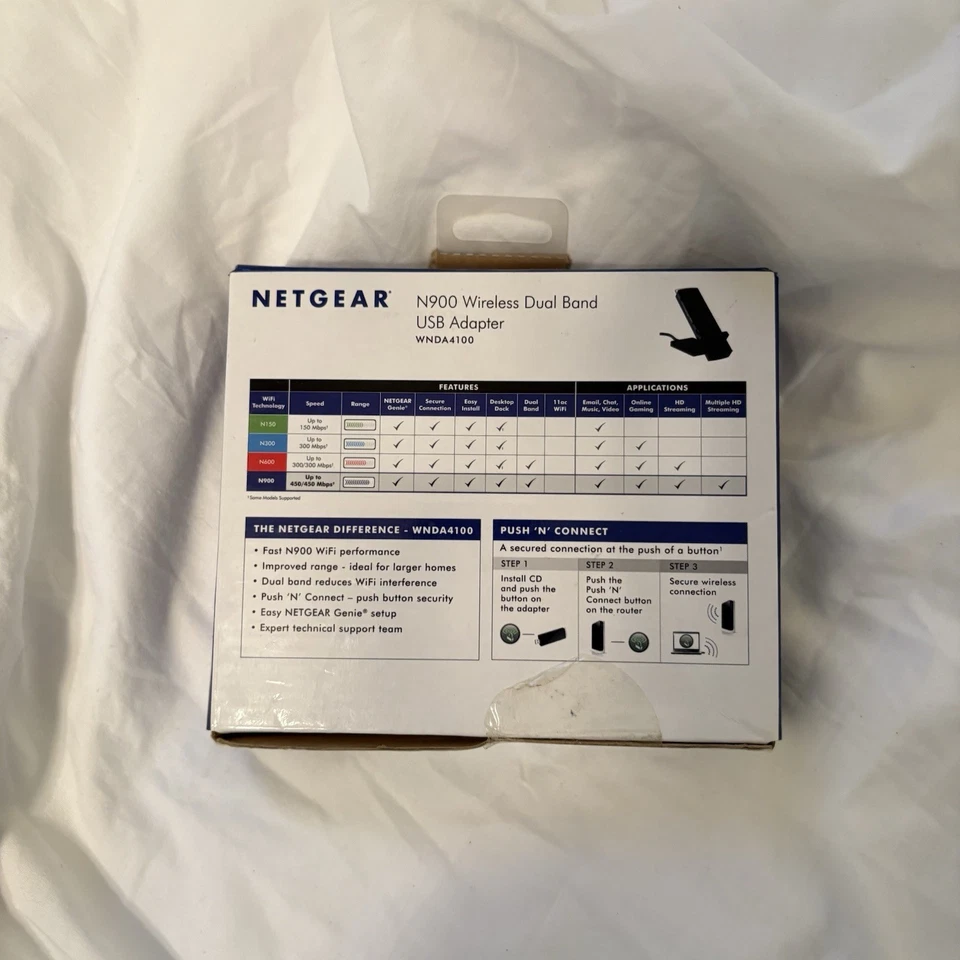 NETGEAR®
N900 Wireless Dual Band
USB Adapter
WNDA4100
FEATURES
APPLICATIONS
WiFi Technology
Speed
Range
NETGEAR Genie®
Secure Connection
Easy Install
Desktop Dock
Dual Band
11ac WiFi
Email, Chat, Music, Video
Online Gaming
HD Streaming
Multiple HD Streaming
N150
Up to
150 Mbps†
N300
Up to
300 Mbps†
N600
Up to
300/300 Mbps†
N900
Up to
450/450 Mbps†
*Some Models Supported
THE NETGEAR DIFFERENCE - WNDA4100
• Fast N900 WiFi performance
• Improved range - ideal for larger homes
• Dual band reduces WiFi interference
• Push 'N' Connect – push button security
• Easy NETGEAR Genie® setup
• Expert technical support team
PUSH 'N' CONNECT
A secured connection at the push of a button¹
STEP 1
Install CD
and push the
button on
the adapter
STEP 2
Push the
Push 'N'
Connect button
on the router
STEP 3
Secure wireless
connection